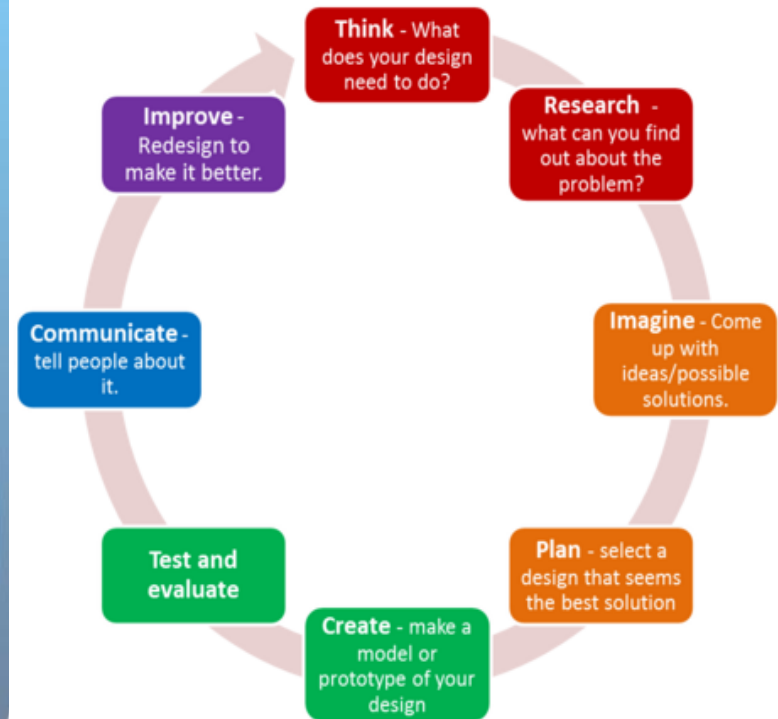 Think - What
does your design
need to do?
Research -
what can you find
out about the
problem?
Imagine - Come
up with
ideas/possible
solutions.
Plan - select a
design that seems
the best solution
Create - make a
model or
prototype of your
design
Test and
evaluate
Communicate -
tell people about
it.
Improve -
Redesign to
make it better.